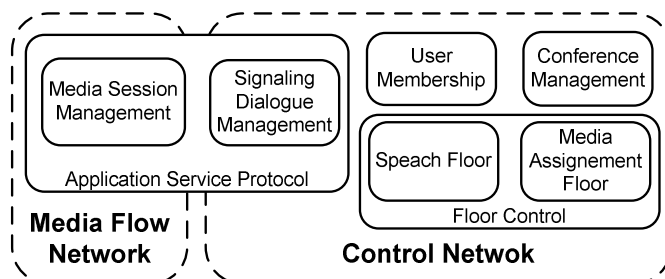 Media Session
Management
Signaling
Dialogue
Management
User
Membership
Conference
Management
Speach Floor
Media
Assignement
Floor
Application Service Protocol
Floor Control
Media Flow
Network
Control Netwok